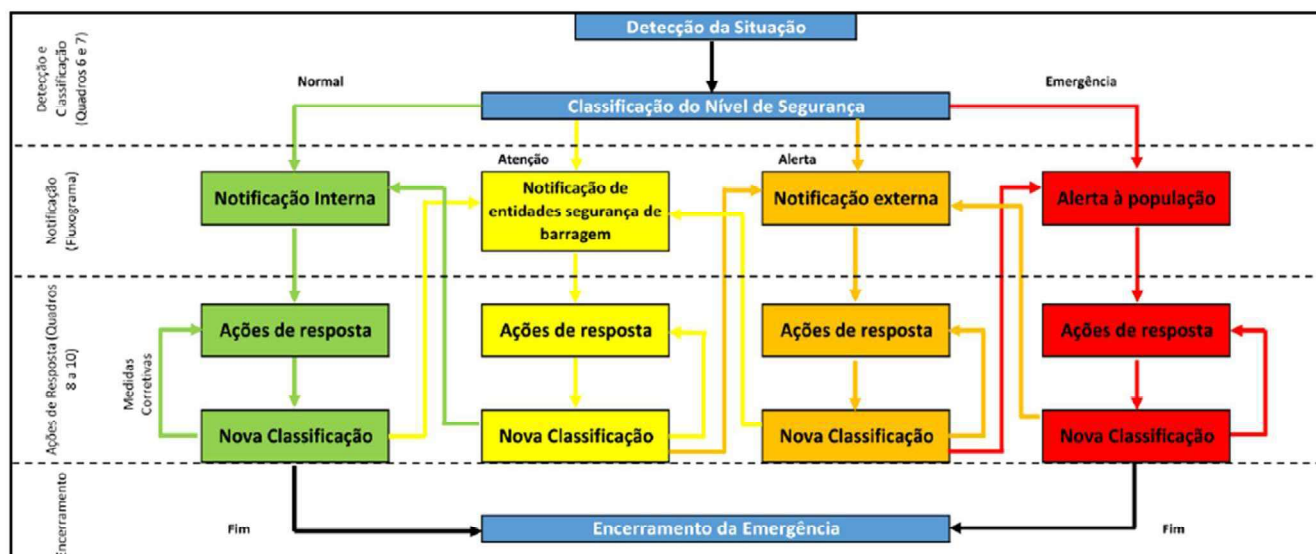 Detecção da Situação
Detecção e
Classificação
(Quadros 6 e 7)
Normal
Emergência
Classificação do Nível de Segurança
Notificação
(Fluxograma)
Atenção
Alerta
Notificação Interna
Notificação de
entidades segurança de
barragem
Notificação externa
Alerta à população
Ações de Resposta (Quadros
8 a 10)
Medidas
Corretivas
Ações de resposta
Ações de resposta
Ações de resposta
Ações de resposta
Nova Classificação
Nova Classificação
Nova Classificação
Nova Classificação
Encerramento
Fim
Encerramento da Emergência
Fim